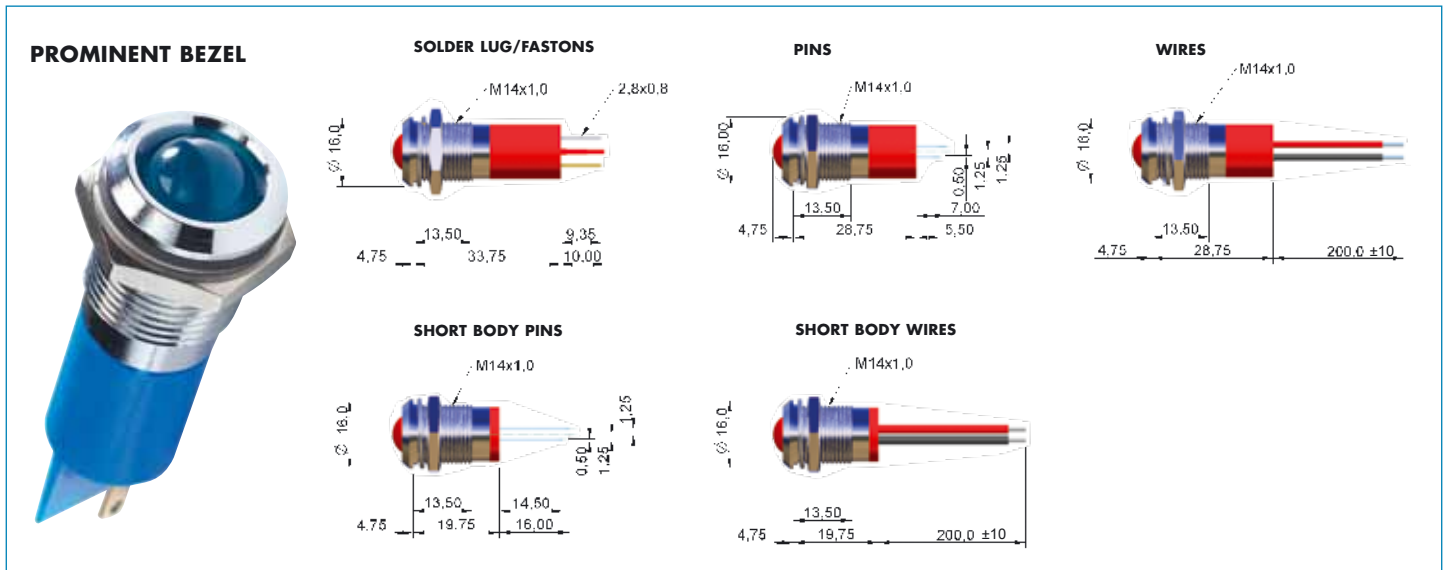 PROMINENT BEZEL
SOLDER LUG/FASTONS
M14x1,0
2,8x0,8
Ø 16,0
13,50
9,35
4,75
33,75
10,00
PINS
M14x1,0
Ø 16,00
0,50
1,25
1,25
13,50
7,00
4,75
28,75
5,50
WIRES
M14x1,0
Ø 16,0
13,50
4,75
28,75
200,0 ±10
SHORT BODY PINS
M14x1,0
Ø 16,0
0,50
1,25
1,25
13,50
14,50
4,75
19,75
16,00
SHORT BODY WIRES
M14x1,0
Ø 16,0
13,50
4,75
19,75
200,0 ±10